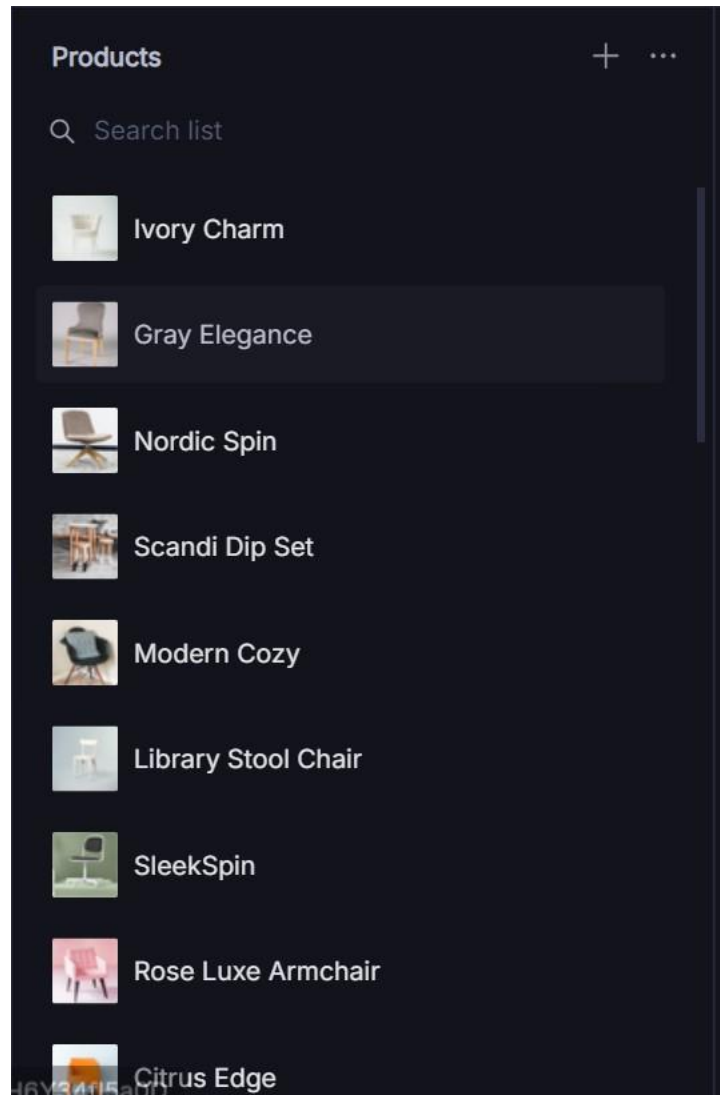 Products
Search list
Ivory Charm
Gray Elegance
Nordic Spin
Scandi Dip Set
Modern Cozy
Library Stool Chair
SleekSpin
Rose Luxe Armchair
Citrus Edge